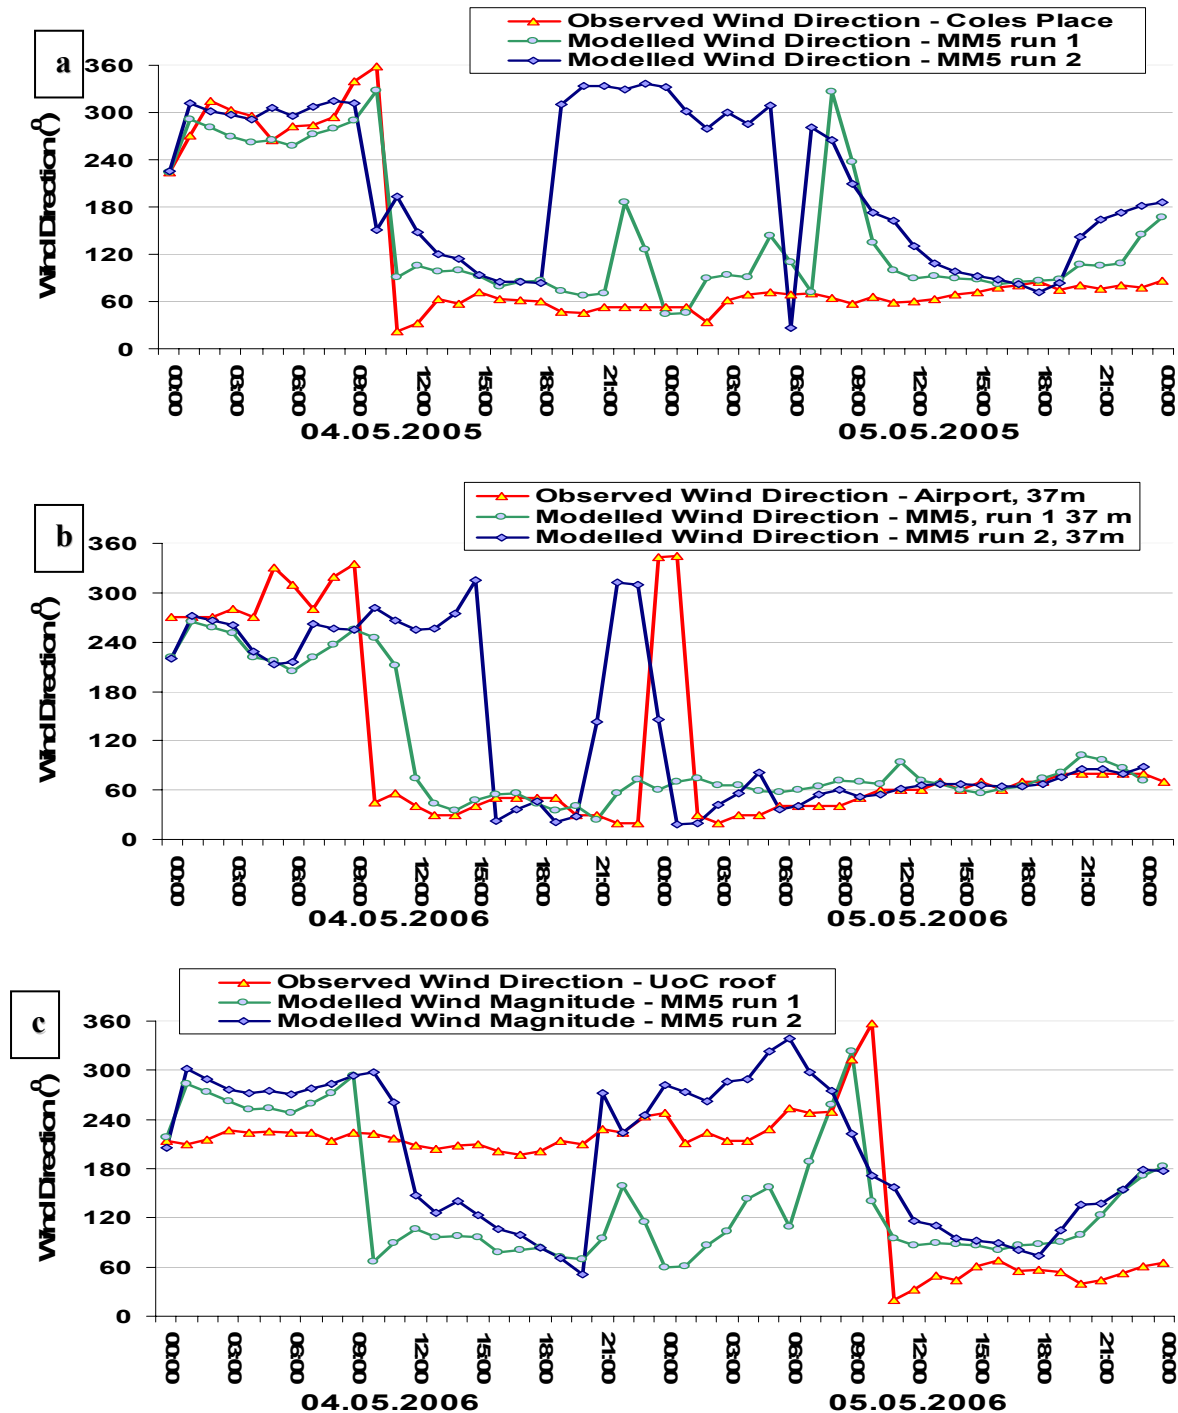 Observed Wind Direction - Coles Place
Modelled Wind Direction - MM5 run 1
Modelled Wind Direction - MM5 run 2
a
360
300
240
180
120
60
0
Wind Direction (º)
00:00 03:00 06:00 09:00 12:00 15:00 18:00 21:00 00:00 03:00 06:00 09:00 12:00 15:00 18:00 21:00 00:00
04.05.2005 05.05.2005
Observed Wind Direction - Airport, 37m
Modelled Wind Direction - MM5, run 1 37 m
Modelled Wind Direction - MM5 run 2, 37m
b
360
300
240
180
120
60
0
Wind Direction (º)
00:00 03:00 06:00 09:00 12:00 15:00 18:00 21:00 00:00 03:00 06:00 09:00 12:00 15:00 18:00 21:00 00:00
04.05.2006 05.05.2006
Observed Wind Direction - UoC roof
Modelled Wind Magnitude - MM5 run 1
Modelled Wind Magnitude - MM5 run 2
c
360
300
240
180
120
60
0
Wind Direction (º)
00:00 03:00 06:00 09:00 12:00 15:00 18:00 21:00 00:00 03:00 06:00 09:00 12:00 15:00 18:00 21:00 00:00
04.05.2006 05.05.2006